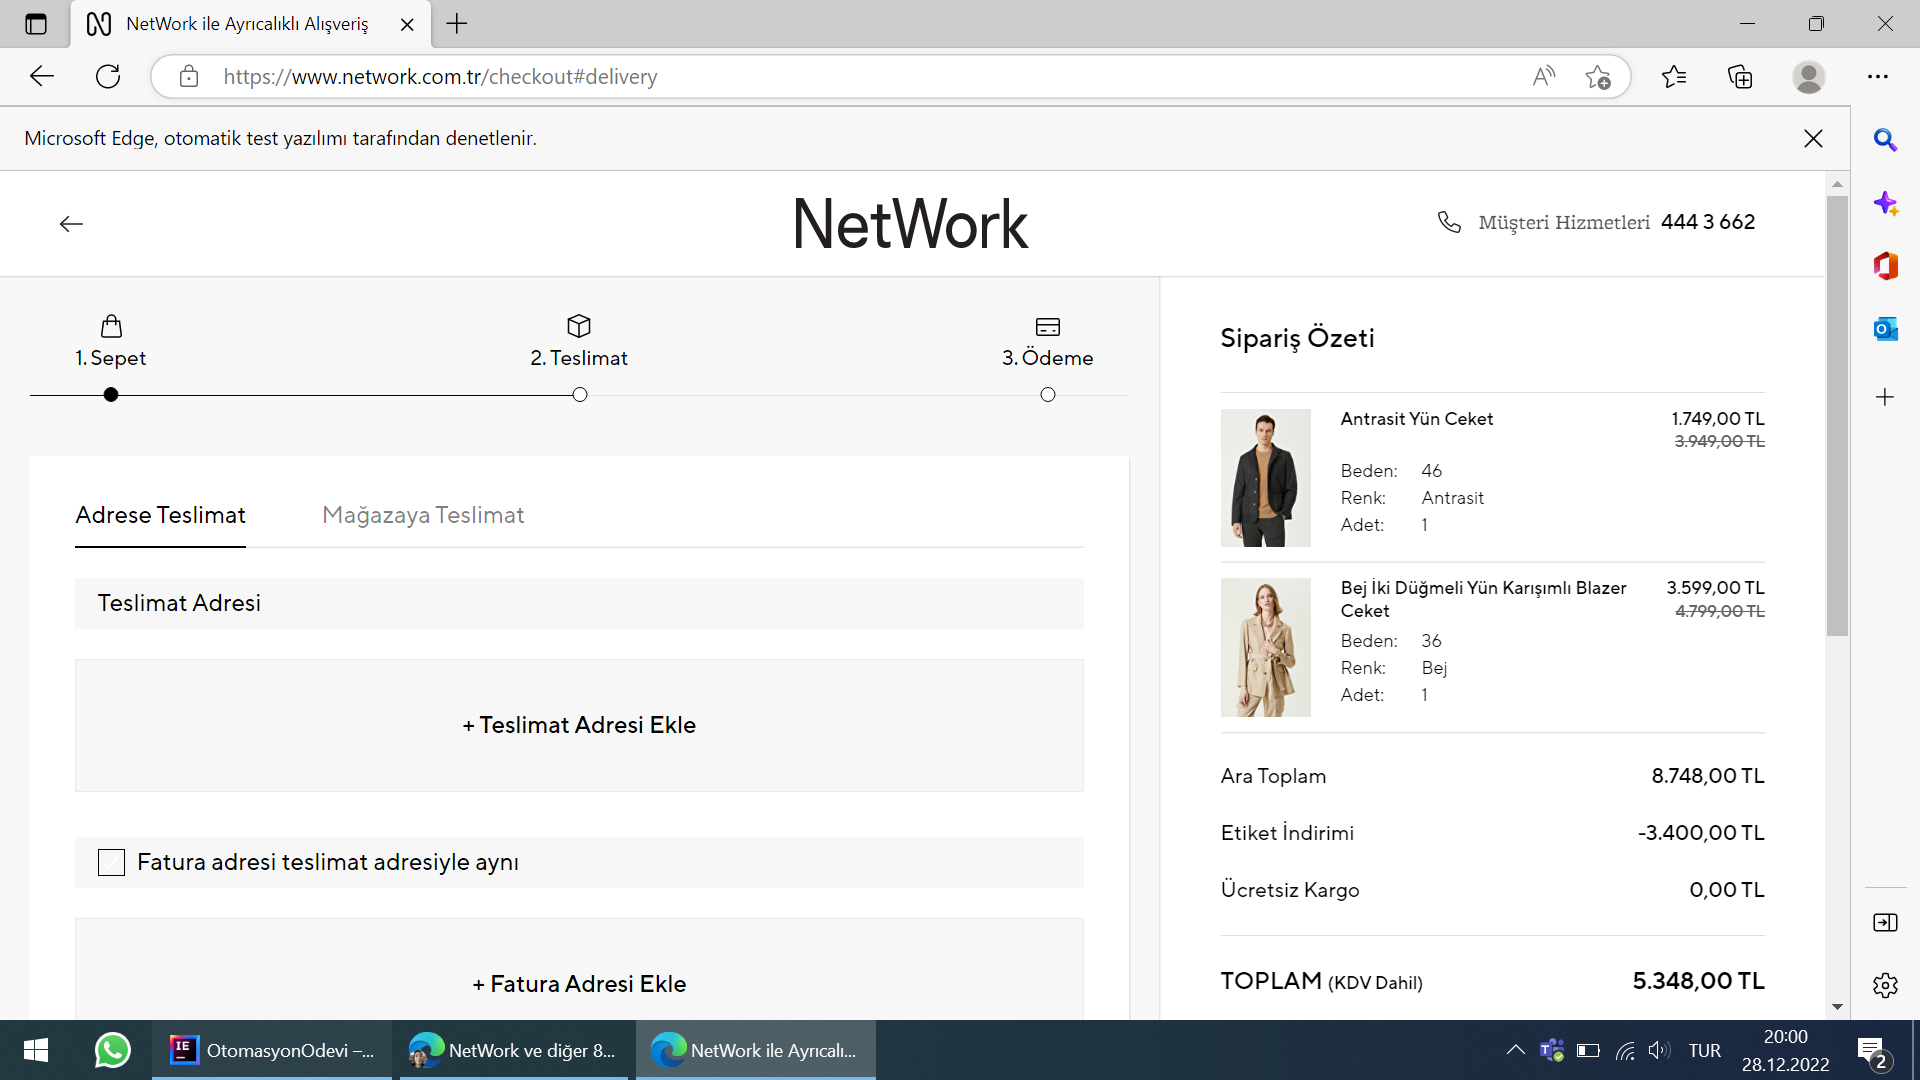 NetWork ile Ayrıcalıklı Alışveriş
https://www.network.com.tr/checkout#delivery
Microsoft Edge, otomatik test yazılımı tarafından denetlenir.
NetWork
Müşteri Hizmetleri 444 3 662
1. Sepet
2. Teslimat
3. Ödeme
Adrese Teslimat
Mağazaya Teslimat
Teslimat Adresi
+ Teslimat Adresi Ekle
Fatura adresi teslimat adresiyle aynı
+ Fatura Adresi Ekle
Sipariş Özeti
Antrasit Yün Ceket 1.749,00 TL
3.949,00 TL
Beden: 46
Renk: Antrasit
Adet: 1
Bej İki Düğmeli Yün Karışımlı Blazer 3.599,00 TL
Ceket 4.799,00 TL
Beden: 36
Renk: Bej
Adet: 1
Ara Toplam 8.748,00 TL
Etiket İndirimi -3.400,00 TL
Ücretsiz Kargo 0,00 TL
TOPLAM (KDV Dahil) 5.348,00 TL
OtomasyonOdevi –...
NetWork ve diğer 8...
NetWork ile Ayrıcalı...
TUR
20:00
28.12.2022
2